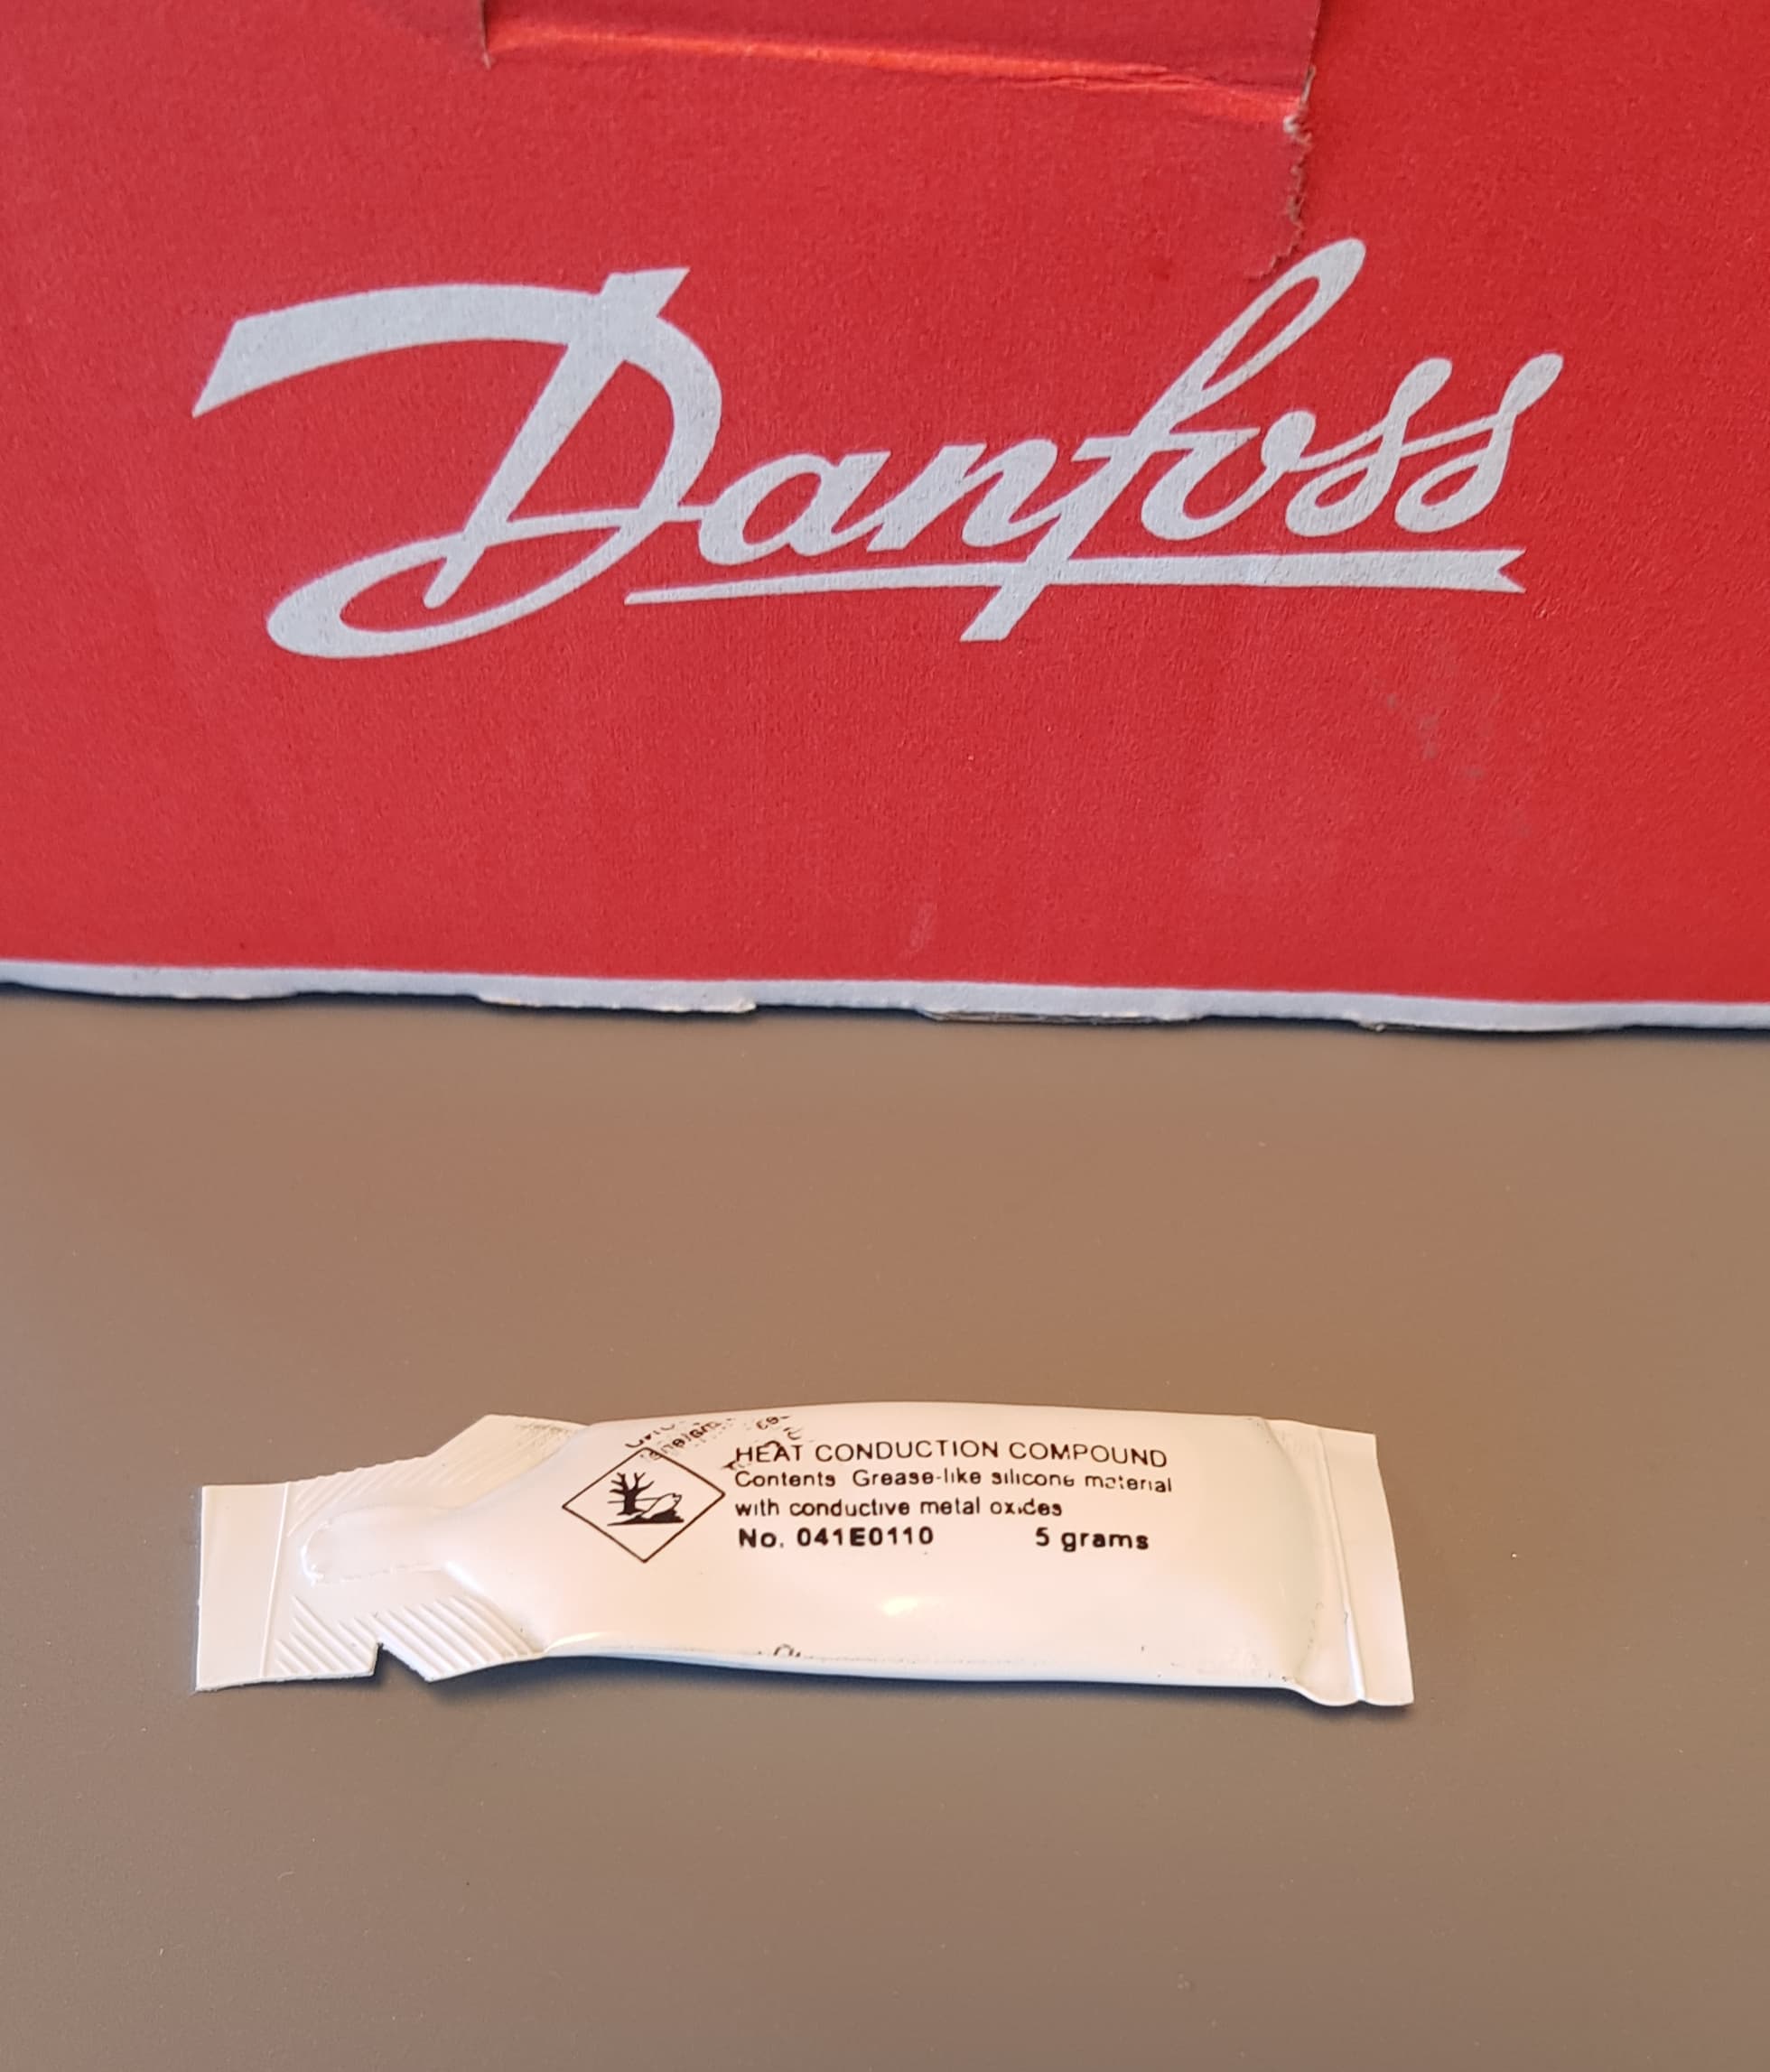 Danfoss
HEAT CONDUCTION COMPOUND
Contents Grease-like silicone material
with conductive metal oxides
No. 041E0110 5 grams